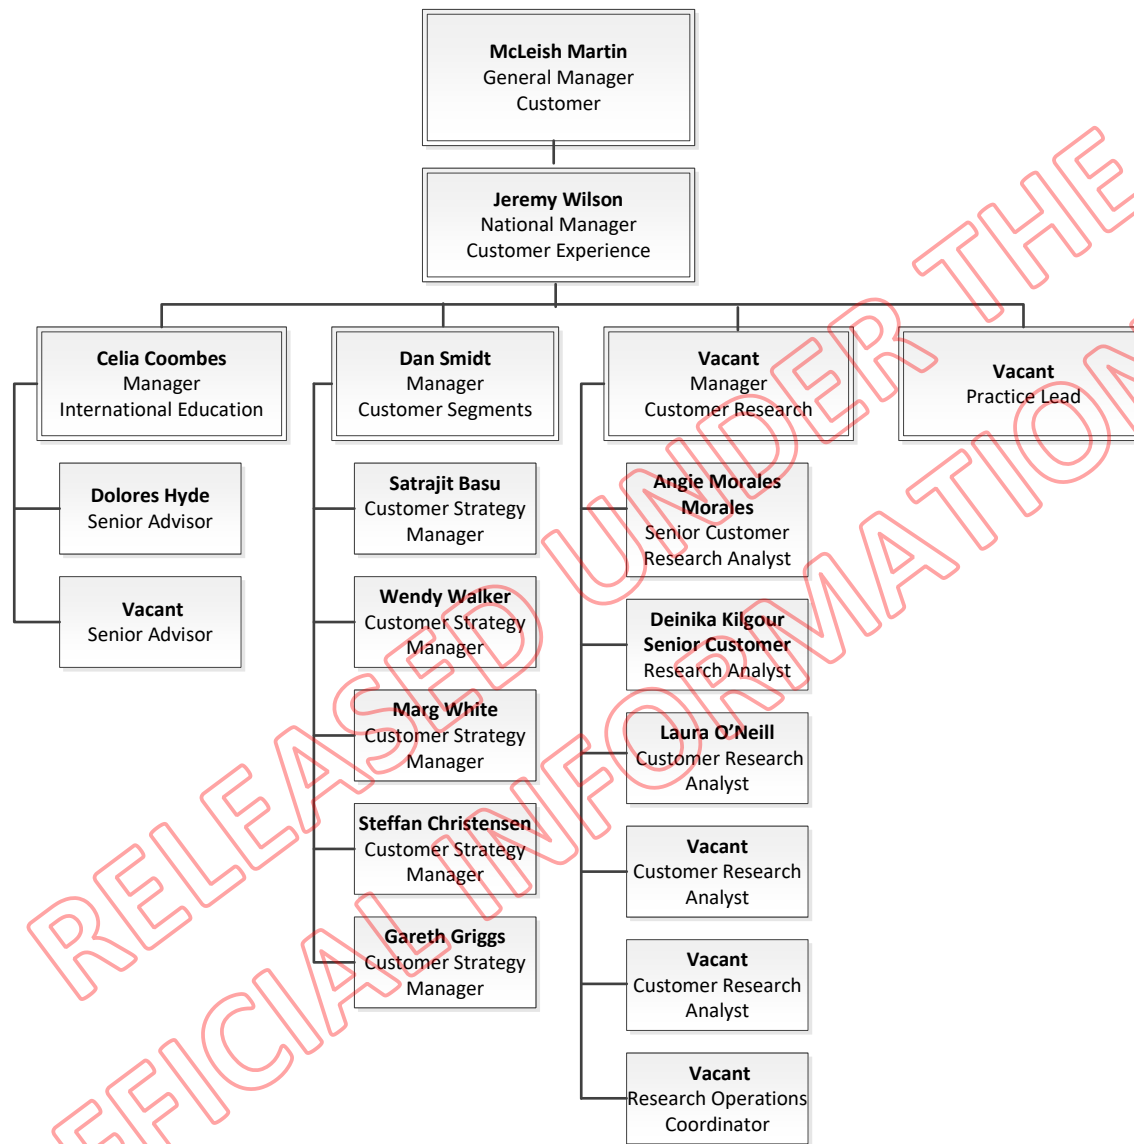 McLeish Martin
General Manager
Customer
Jeremy Wilson
National Manager
Customer Experience
Celia Coombes
Manager
International Education
Dan Smidt
Manager
Customer Segments
Vacant
Manager
Customer Research
Vacant
Practice Lead
Dolores Hyde
Senior Advisor
Vacant
Senior Advisor
Satrajit Basu
Customer Strategy
Manager
Wendy Walker
Customer Strategy
Manager
Marg White
Customer Strategy
Manager
Steffan Christensen
Customer Strategy
Manager
Gareth Griggs
Customer Strategy
Manager
Angie Morales
Morales
Senior Customer
Research Analyst
Deinika Kilgour
Senior Customer
Research Analyst
Laura O’Neill
Customer Research
Analyst
Vacant
Customer Research
Analyst
Vacant
Customer Research
Analyst
Vacant
Research Operations
Coordinator
RELEASED UNDER THE
OFFICIAL INFORMATION